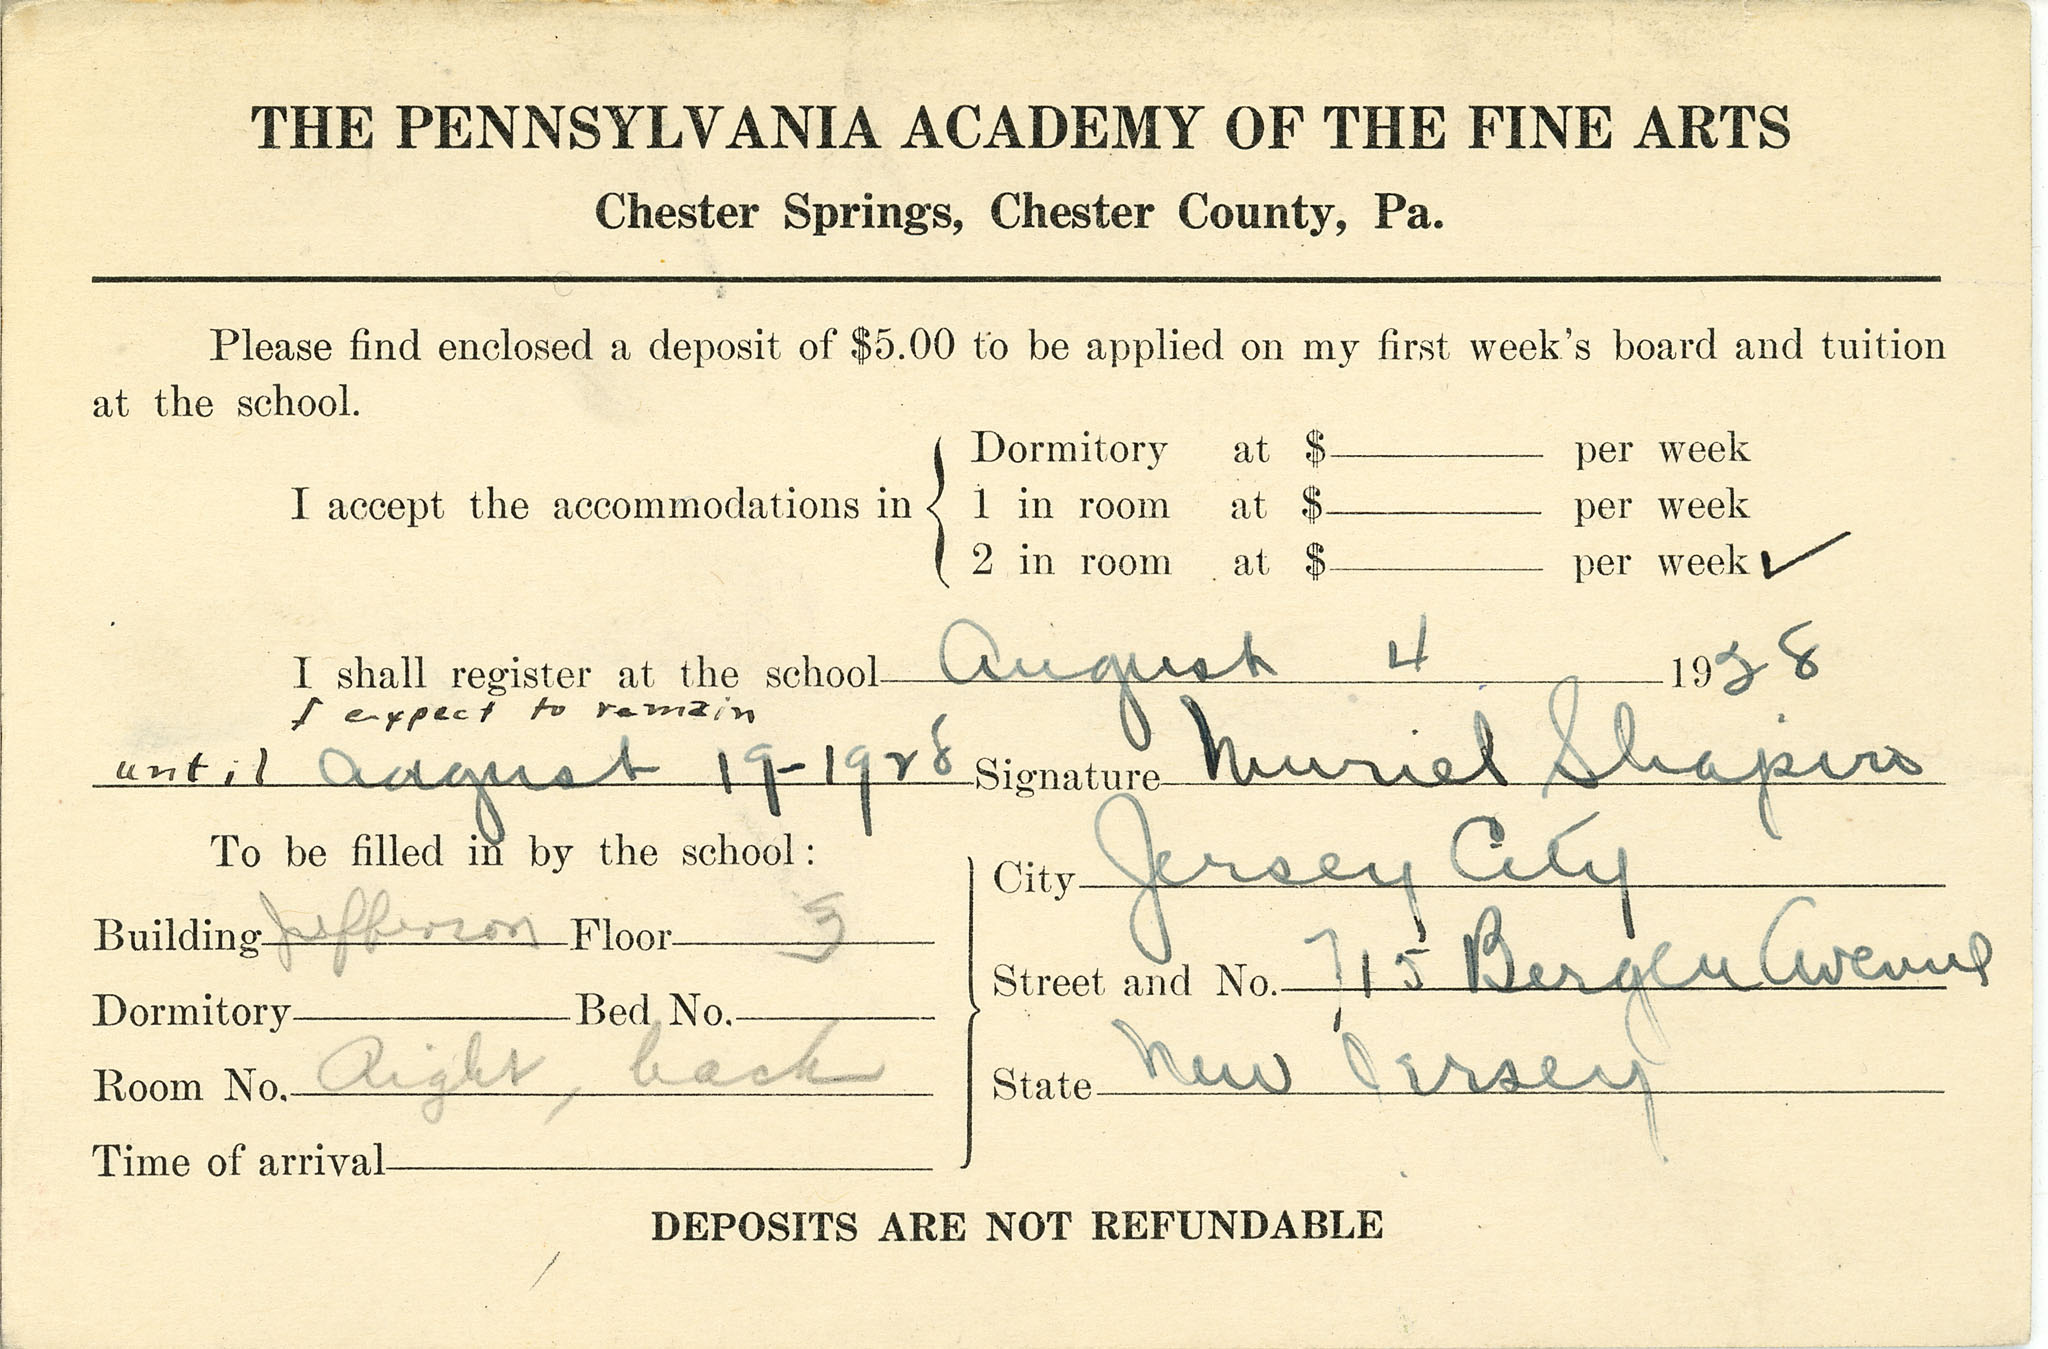 THE PENNSYLVANIA ACADEMY OF THE FINE ARTS
Chester Springs, Chester County, Pa.
Please find enclosed a deposit of $5.00 to be applied on my first week's board and tuition
at the school.
I accept the accommodations in
Dormitory at $ per week
1 in room at $ per week
2 in room at $ per week ✓
I shall register at the school August 4 1928
I expect to remain
until August 19-1928 Signature Muriel Shapiro
To be filled in by the school:
Building Jefferson Floor 3
Dormitory Bed No.
Room No. Right, back
Time of arrival
City Jersey City
Street and No. 715 Bergen Avenue
State New Jersey
DEPOSITS ARE NOT REFUNDABLE